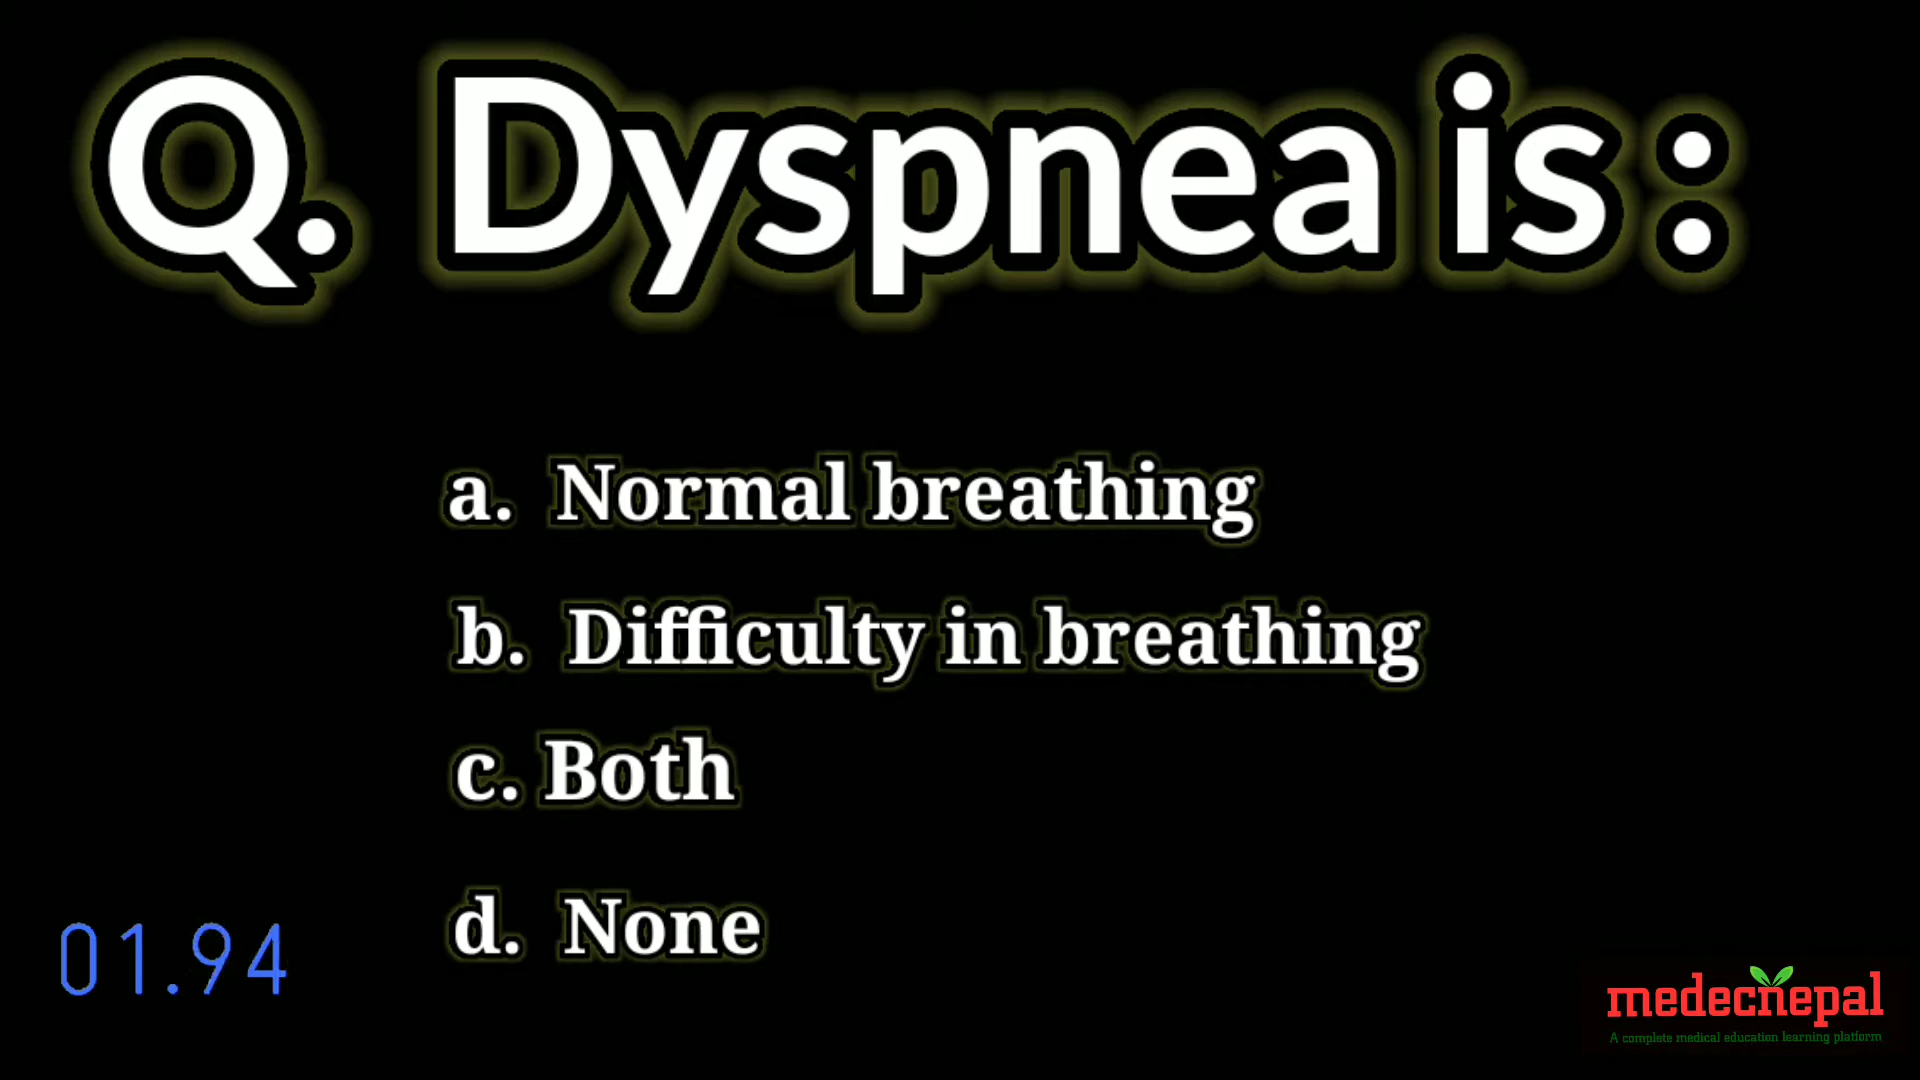 Q. Dyspnea is :
a. Normal breathing
b. Difficulty in breathing
c. Both
d. None
01.94
medecnepal
A complete medical education learning platform